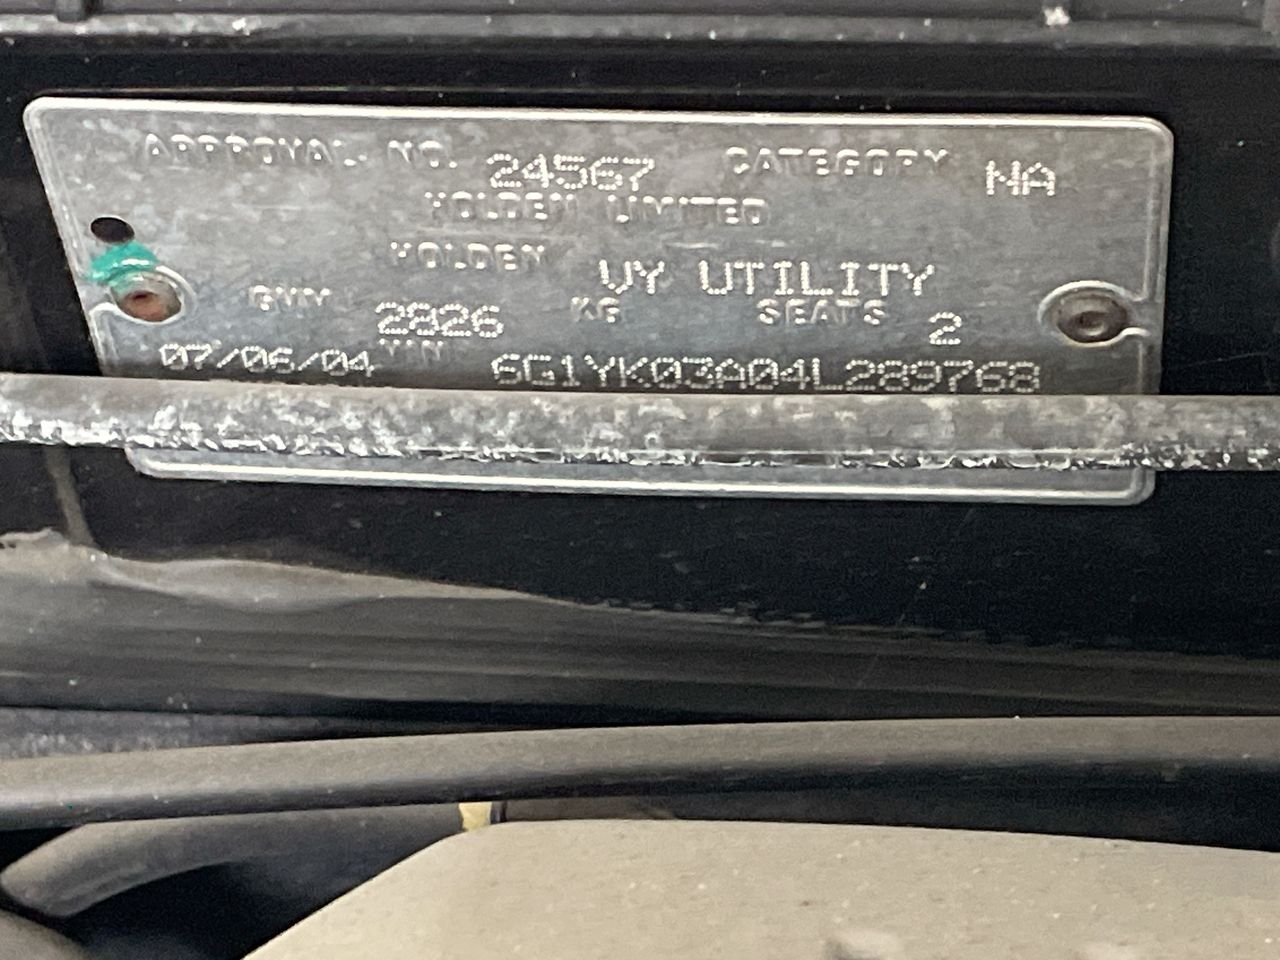 APPROVAL NO. 24567 CATEGORY NA
HOLDEN LIMITED
HOLDEN VY UTILITY
GVM 2826 KG SEATS 2
07/06/04 VIN 6G1YK03A04L289768